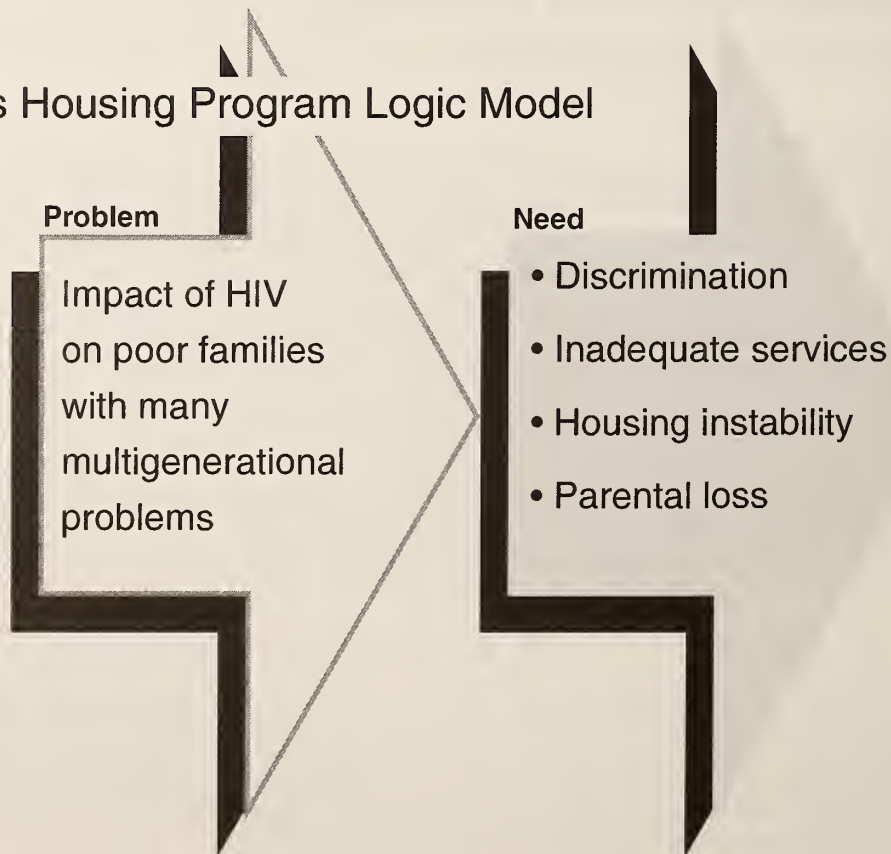 s Housing Program Logic Model
Problem
Impact of HIV
on poor families
with many
multigenerational
problems
Need
• Discrimination
• Inadequate services
• Housing instability
• Parental loss